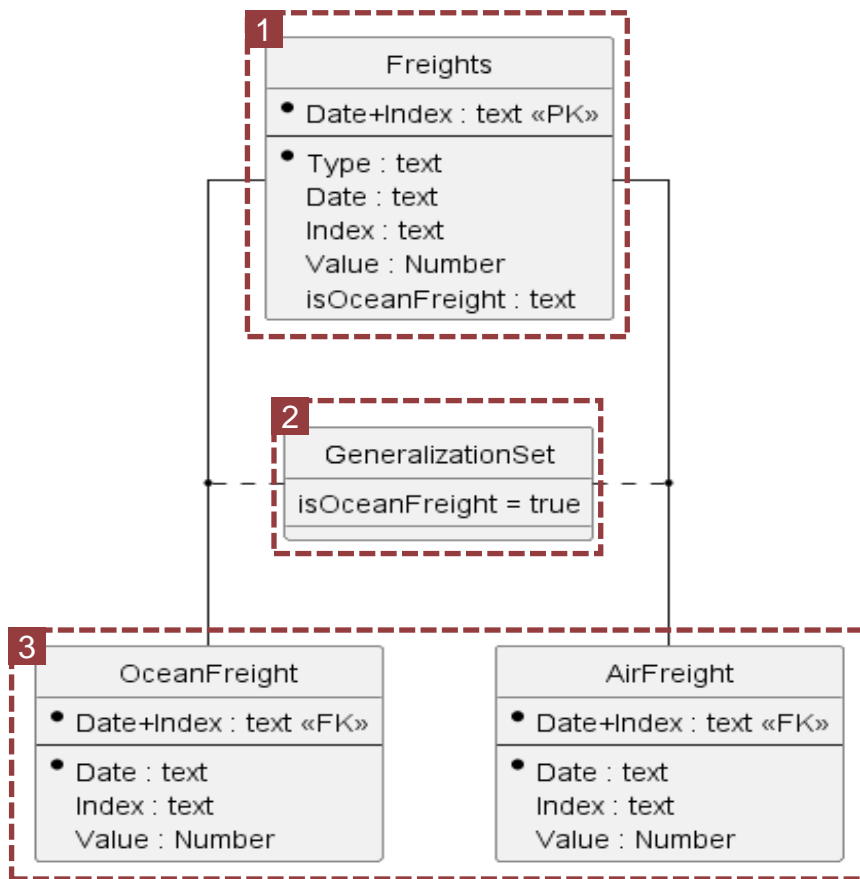 1
Freights
Date+Index : text «PK»
Type : text
Date : text
Index : text
Value : Number
isOceanFreight : text
2
GeneralizationSet
isOceanFreight = true
3
OceanFreight
Date+Index : text «FK»
Date : text
Index : text
Value : Number
AirFreight
Date+Index : text «FK»
Date : text
Index : text
Value : Number